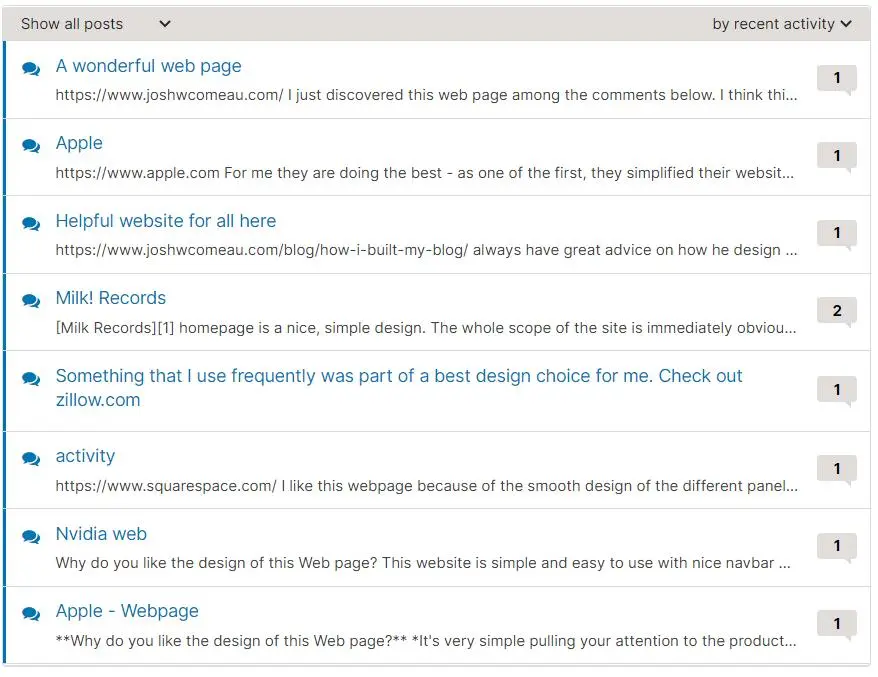 Show all posts
by recent activity
A wonderful web page
https://www.joshwcomeau.com/ I just discovered this web page among the comments below. I think thi...
1
Apple
https://www.apple.com For me they are doing the best - as one of the first, they simplified their websit...
1
Helpful website for all here
https://www.joshwcomeau.com/blog/how-i-built-my-blog/ always have great advice on how he design ...
1
Milk! Records
[Milk Records][1] homepage is a nice, simple design. The whole scope of the site is immediately obviou...
2
Something that I use frequently was part of a best design choice for me. Check out
zillow.com
1
activity
https://www.squarespace.com/ I like this webpage because of the smooth design of the different panel...
1
Nvidia web
Why do you like the design of this Web page? This website is simple and easy to use with nice navbar ...
1
Apple - Webpage
**Why do you like the design of this Web page?** *It's very simple pulling your attention to the product...
1